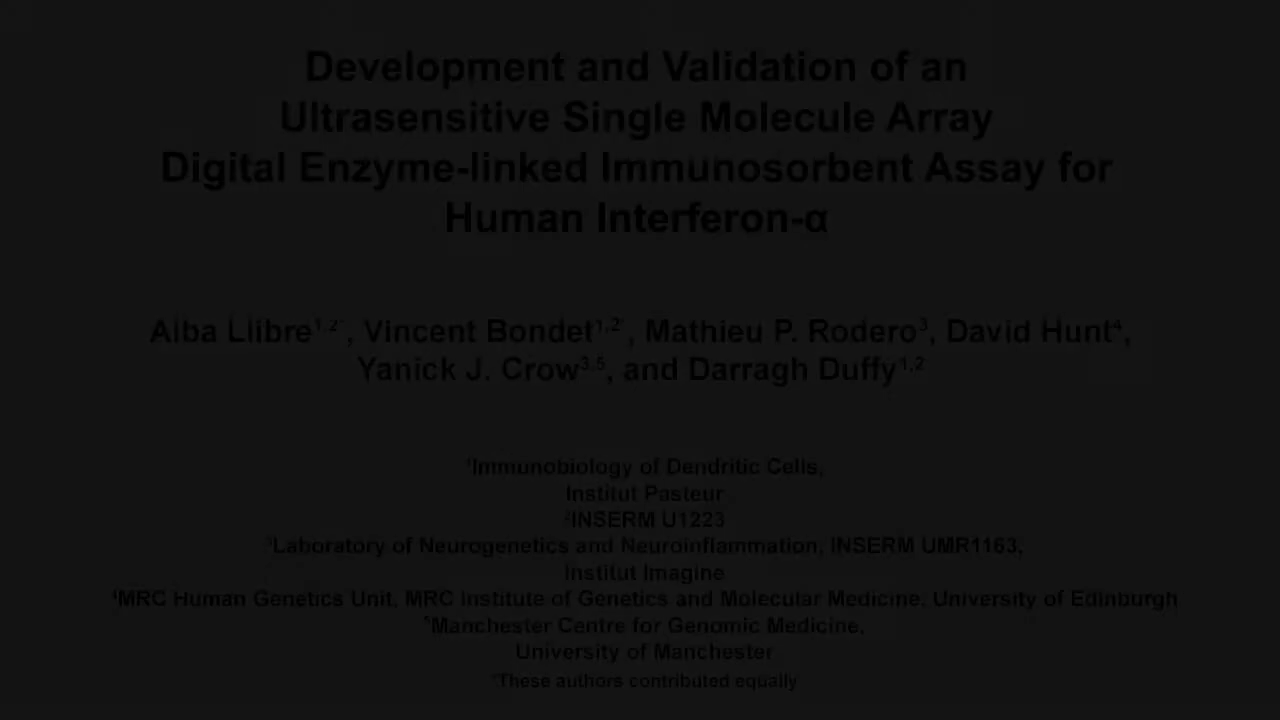 Development and Validation of an
Ultrasensitive Single Molecule Array
Digital Enzyme-linked Immunosorbent Assay for
Human Interferon-α
Alba Llibre¹,²*, Vincent Bondet¹,²*, Mathieu P. Rodero³, David Hunt⁴,
Yanick J. Crow³,⁵, and Darragh Duffy¹,²
¹Immunobiology of Dendritic Cells,
Institut Pasteur
²INSERM U1223
³Laboratory of Neurogenetics and Neuroinflammation, INSERM UMR1163,
Institut Imagine
⁴MRC Human Genetics Unit, MRC Institute of Genetics and Molecular Medicine, University of Edinburgh
⁵Manchester Centre for Genomic Medicine,
University of Manchester
*These authors contributed equally